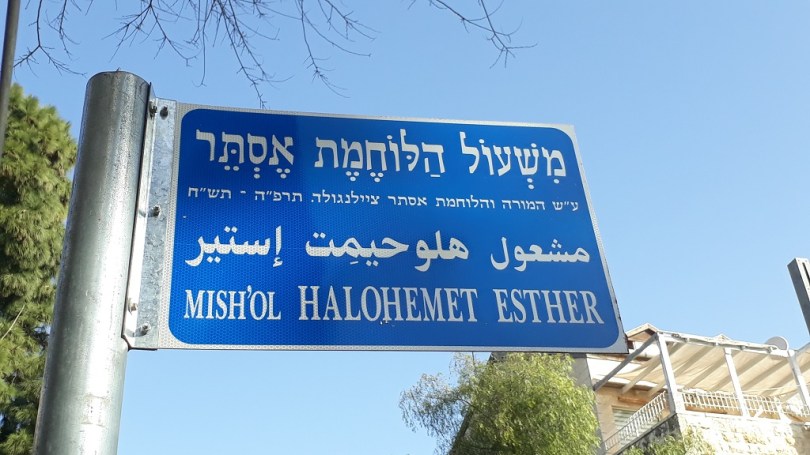 מִשְׁעוֹל הַלּוֹחֶמֶת אֶסְתֵּר
ע״ש המורה והלוחמת אסתר ציילנגולד. תרפ״ה - תש״ח
مشعول هلوحيمِت إستير
MISH'OL HALOHEMET ESTHER